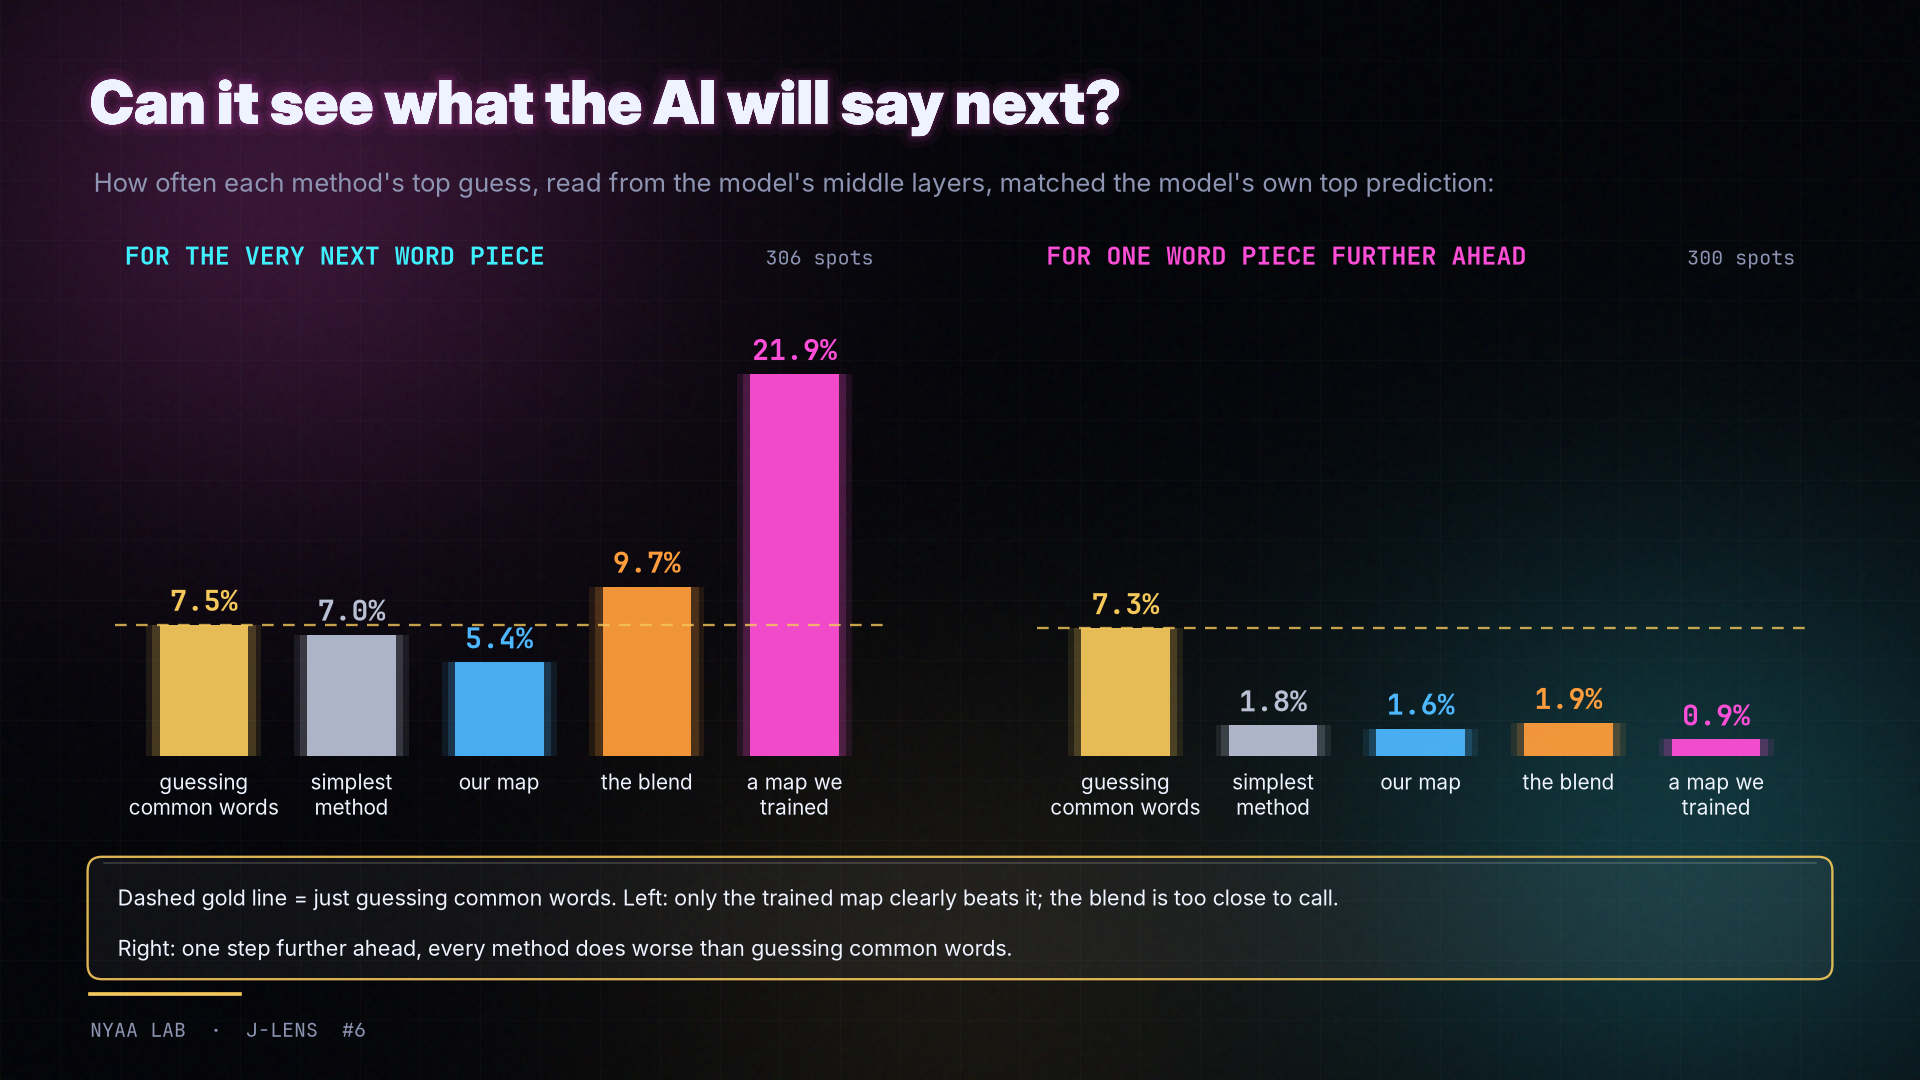 Can it see what the AI will say next?
How often each method's top guess, read from the model's middle layers, matched the model's own top prediction:
FOR THE VERY NEXT WORD PIECE
306 spots
7.5%
7.0%
5.4%
9.7%
21.9%
guessing
common words
simplest
method
our map
the blend
a map we
trained
FOR ONE WORD PIECE FURTHER AHEAD
300 spots
7.3%
1.8%
1.6%
1.9%
0.9%
guessing
common words
simplest
method
our map
the blend
a map we
trained
Dashed gold line = just guessing common words. Left: only the trained map clearly beats it; the blend is too close to call.
Right: one step further ahead, every method does worse than guessing common words.
NYAA LAB · J-LENS #6